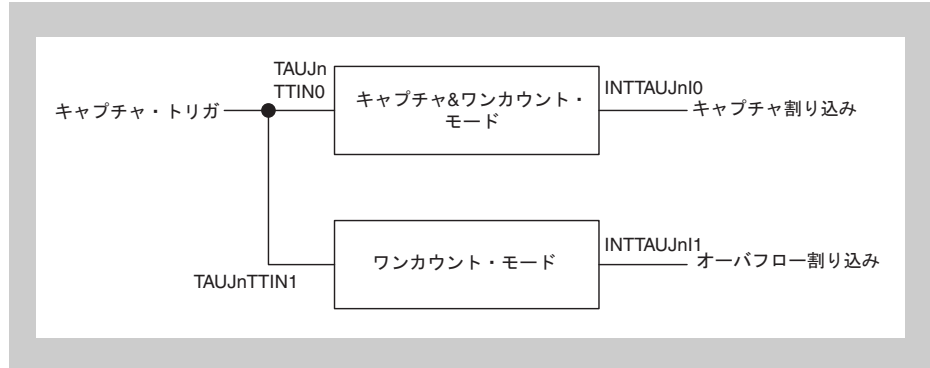 TAUJn
TTIN0
キャプチャ・トリガ
キャプチャ&ワンカウント・
モード
INTTAUJnI0
キャプチャ割り込み
TAUJnTTIN1
ワンカウント・モード
INTTAUJnI1
オーバフロー割り込み